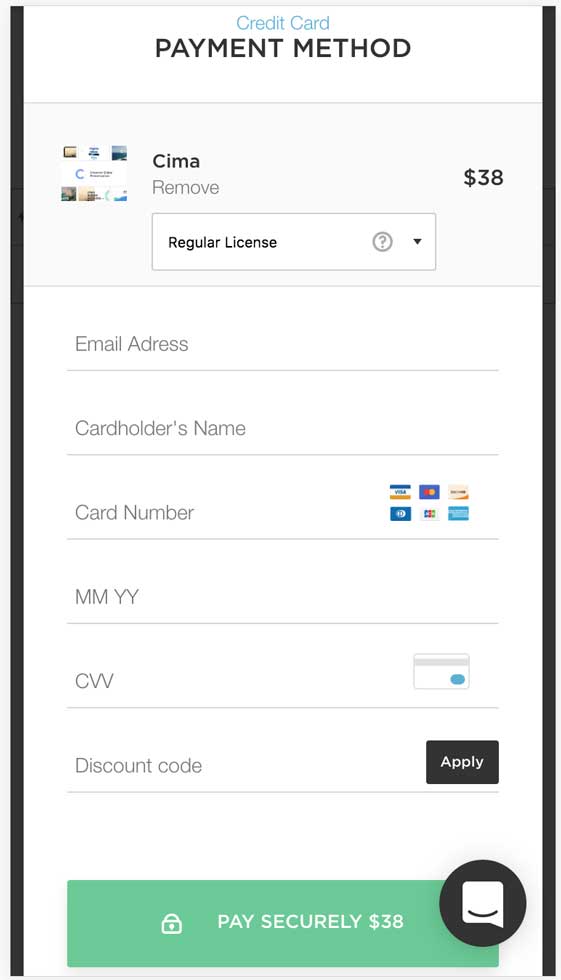 Credit Card
PAYMENT METHOD
Cima
Remove
$38
Regular License
?
Email Adress
Cardholder's Name
VISA
Card Number
MM YY
CVV
Discount code
Apply
PAY SECURELY $38